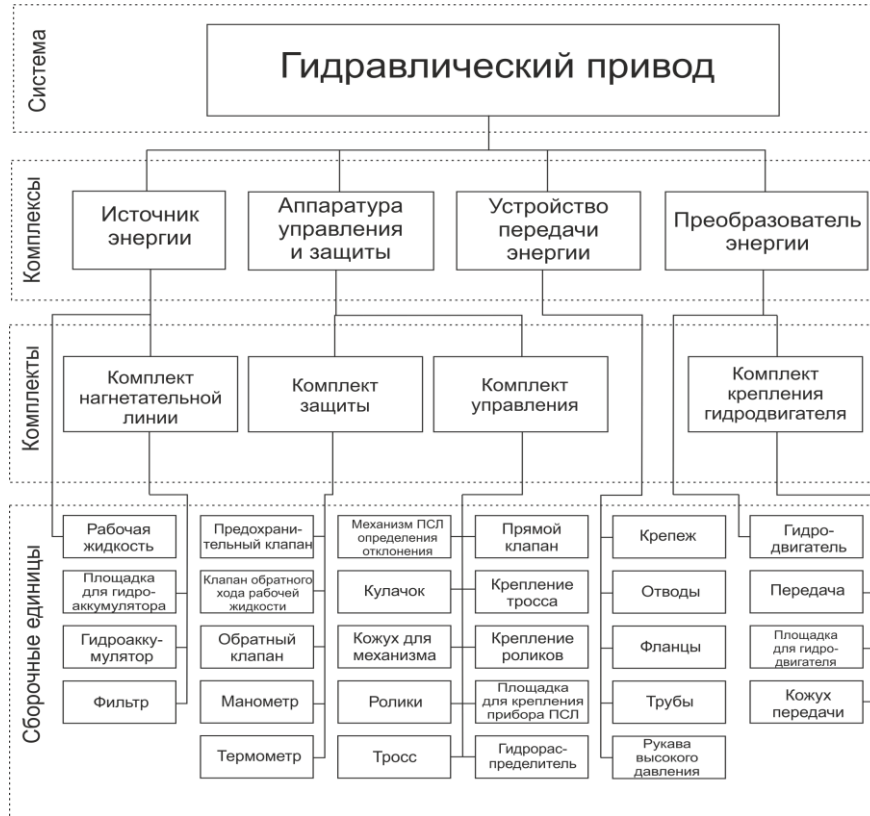 Система
Гидравлический привод
Комплексы
Источник
энергии
Аппаратура
управления
и защиты
Устройство
передачи
энергии
Преобразователь
энергии
Комплекты
Комплект
нагнетательной
линии
Комплект
защиты
Комплект
управления
Комплект
крепления
гидродвигателя
Сборочные единицы
Рабочая
жидкость
Площадка
для гидро-
аккумулятора
Гидроакку-
мулятор
Фильтр
Предохрани-
тельный клапан
Клапан обратного
хода рабочей
жидкости
Обратный
клапан
Манометр
Термометр
Механизм ПСЛ
определения
отклонения
Кулачок
Кожух для
механизма
Ролики
Тросс
Прямой
клапан
Крепление
тросса
Крепление
роликов
Площадка
для крепления
прибора ПСЛ
Гидрорас-
пределитель
Крепеж
Отводы
Фланцы
Трубы
Рукава
высокого
давления
Гидро-
двигатель
Передача
Площадка
для гидро-
двигателя
Кожух
передачи